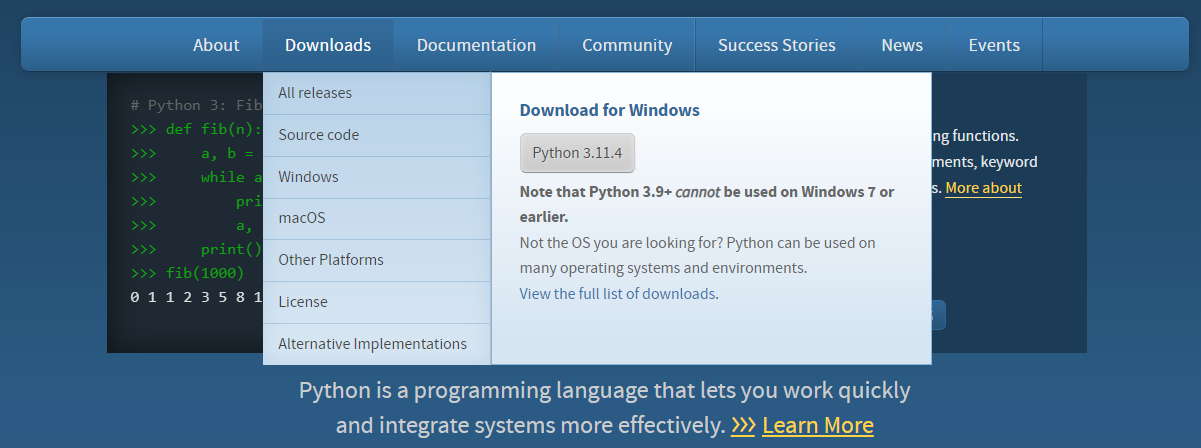 About Downloads Documentation Community Success Stories News Events
# Python 3: Fib
>>> def fib(n):
>>> a, b =
>>> while a
>>> pri
>>> a,
>>> print()
>>> fib(1000)
0 1 1 2 3 5 8 1
All releases
Source code
Windows
macOS
Other Platforms
License
Alternative Implementations
Download for Windows
Python 3.11.4
Note that Python 3.9+ cannot be used on Windows 7 or
earlier.
Not the OS you are looking for? Python can be used on
many operating systems and environments.
View the full list of downloads.
ng functions.
ments, keyword
s. More about
Python is a programming language that lets you work quickly
and integrate systems more effectively. >>> Learn More